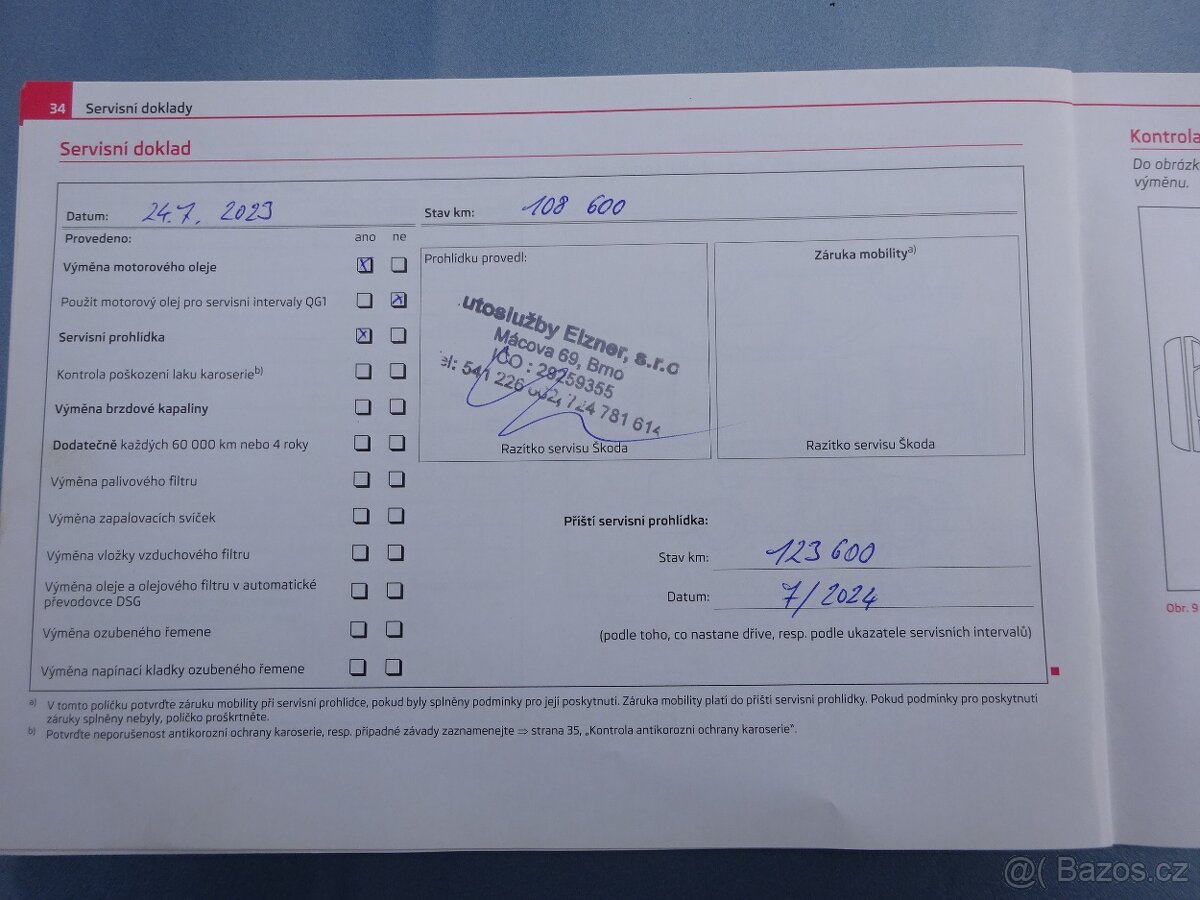 34 Servisní doklady
Servisní doklad
Datum: 24.7. 2023
Stav km: 108 600
Provedeno: ano ne
Výměna motorového oleje X
Použit motorový olej pro servisní intervaly QG1 X
Servisní prohlídka X
Kontrola poškození laku karoserie b)
Výměna brzdové kapaliny
Dodatečně každých 60 000 km nebo 4 roky
Výměna palivového filtru
Výměna zapalovacích svíček
Výměna vložky vzduchového filtru
Výměna oleje a olejového filtru v automatické
převodovce DSG
Výměna ozubeného řemene
Výměna napínací kladky ozubeného řemene
Prohlídku provedl:
utoslužby Elzner, s.r.o
Mácova 69, Brno
IČO : 29259355
el: 541 226 724 781 614
Razítko servisu Škoda
Záruka mobility a)
Razítko servisu Škoda
Příští servisní prohlídka:
Stav km: 123 600
Datum: 7/2024
(podle toho, co nastane dříve, resp. podle ukazatele servisních intervalů)
a) V tomto políčku potvrďte záruku mobility při servisní prohlídce, pokud byly splněny podmínky pro její poskytnutí. Záruka mobility platí do příští servisní prohlídky. Pokud podmínky pro poskytnutí
záruky splněny nebyly, políčko proškrtněte.
b) Potvrďte neporušenost antikorozní ochrany karoserie, resp. případné závady zaznamenejte ⇒ strana 35, „Kontrola antikorozní ochrany karoserie“.
Kontrola
Do obrázk
výměnu.
Obr. 9
@( Bazos.cz